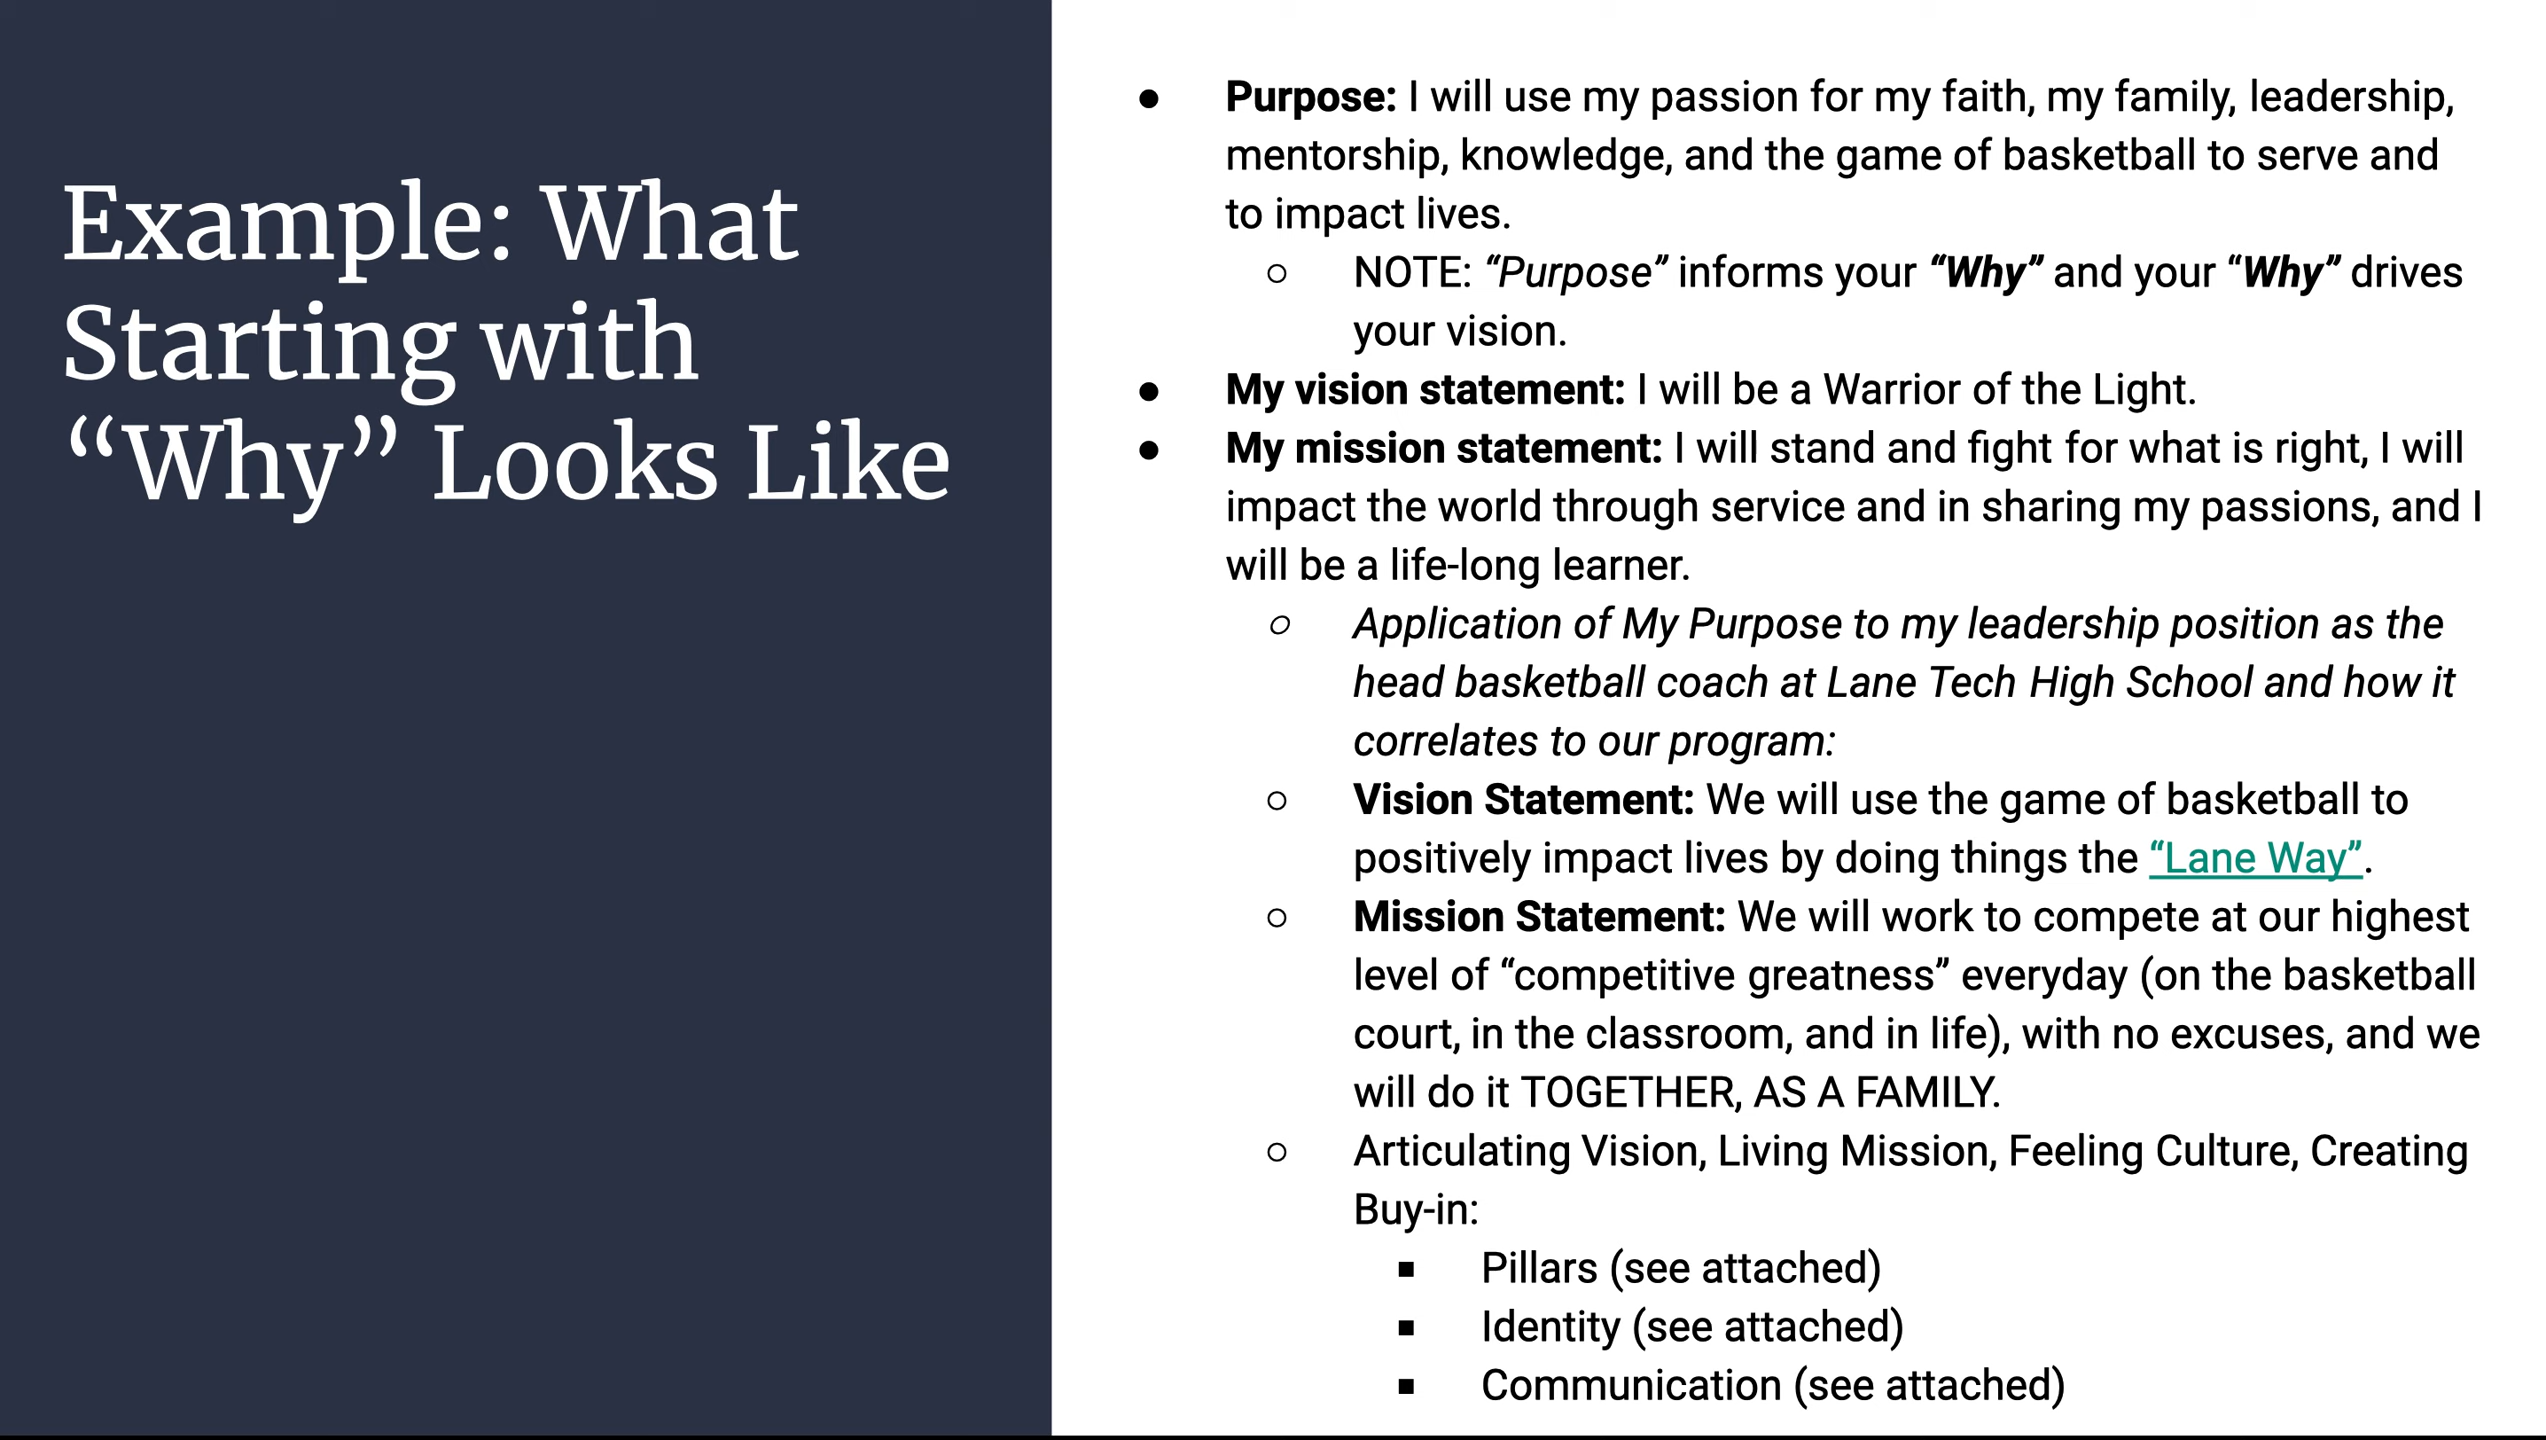 Example: What
Starting with
“Why” Looks Like
● Purpose: I will use my passion for my faith, my family, leadership,
mentorship, knowledge, and the game of basketball to serve and
to impact lives.
○ NOTE: “Purpose” informs your “Why” and your “Why” drives
your vision.
● My vision statement: I will be a Warrior of the Light.
● My mission statement: I will stand and fight for what is right, I will
impact the world through service and in sharing my passions, and I
will be a life-long learner.
○ Application of My Purpose to my leadership position as the
head basketball coach at Lane Tech High School and how it
correlates to our program:
○ Vision Statement: We will use the game of basketball to
positively impact lives by doing things the “Lane Way”.
○ Mission Statement: We will work to compete at our highest
level of “competitive greatness” everyday (on the basketball
court, in the classroom, and in life), with no excuses, and we
will do it TOGETHER, AS A FAMILY.
○ Articulating Vision, Living Mission, Feeling Culture, Creating
Buy-in:
■ Pillars (see attached)
■ Identity (see attached)
■ Communication (see attached)